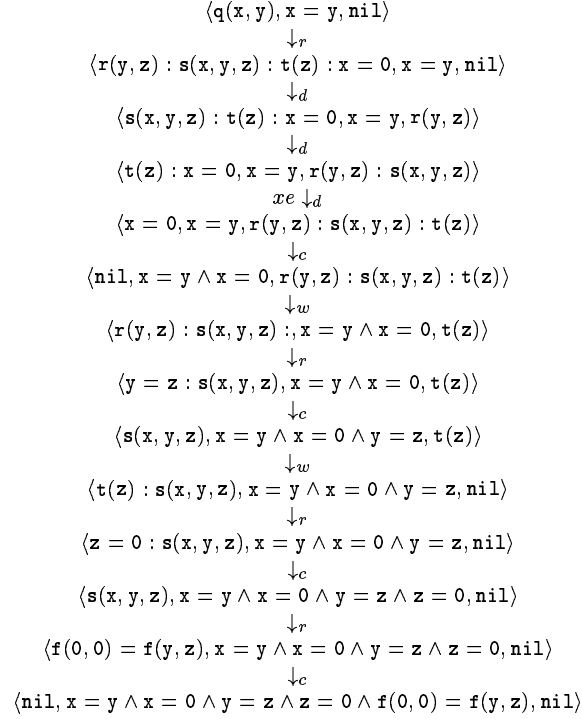 ⟨q(x, y), x = y, nil⟩
↓r
⟨r(y, z) : s(x, y, z) : t(z) : x = 0, x = y, nil⟩
↓d
⟨s(x, y, z) : t(z) : x = 0, x = y, r(y, z)⟩
↓d
⟨t(z) : x = 0, x = y, r(y, z) : s(x, y, z)⟩
xe ↓d
⟨x = 0, x = y, r(y, z) : s(x, y, z) : t(z)⟩
↓c
⟨nil, x = y ∧ x = 0, r(y, z) : s(x, y, z) : t(z)⟩
↓w
⟨r(y, z) : s(x, y, z) :, x = y ∧ x = 0, t(z)⟩
↓r
⟨y = z : s(x, y, z), x = y ∧ x = 0, t(z)⟩
↓c
⟨s(x, y, z), x = y ∧ x = 0 ∧ y = z, t(z)⟩
↓w
⟨t(z) : s(x, y, z), x = y ∧ x = 0 ∧ y = z, nil⟩
↓r
⟨z = 0 : s(x, y, z), x = y ∧ x = 0 ∧ y = z, nil⟩
↓c
⟨s(x, y, z), x = y ∧ x = 0 ∧ y = z ∧ z = 0, nil⟩
↓r
⟨f(0, 0) = f(y, z), x = y ∧ x = 0 ∧ y = z ∧ z = 0, nil⟩
↓c
⟨nil, x = y ∧ x = 0 ∧ y = z ∧ z = 0 ∧ f(0, 0) = f(y, z), nil⟩